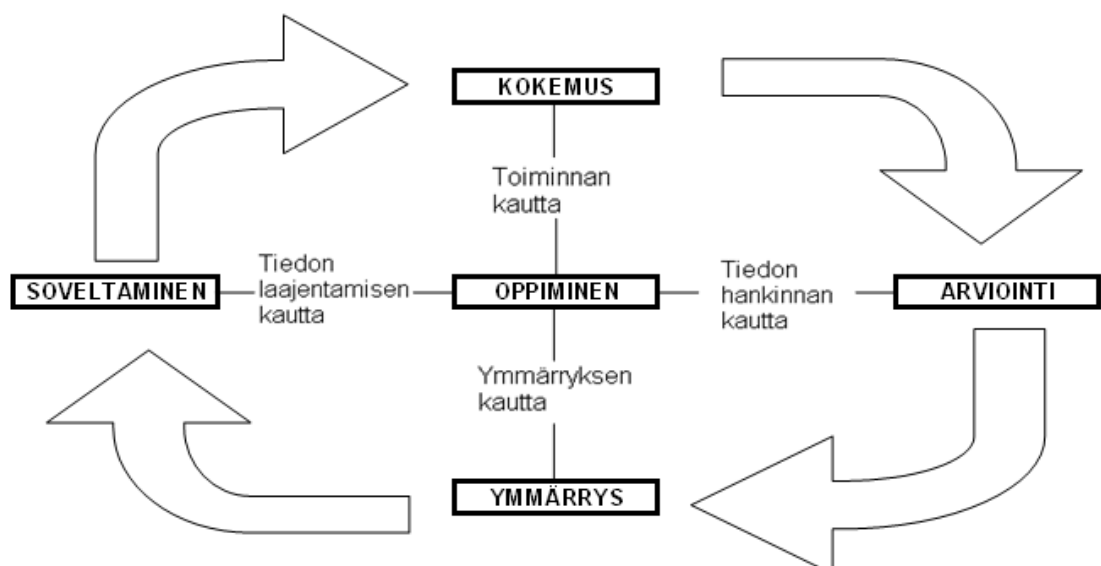 KOKEMUS
Toiminnan
kautta
SOVELTAMINEN
Tiedon
laajentamisen
kautta
OPPIMINEN
Tiedon
hankinnan
kautta
ARVIOINTI
Ymmärryksen
kautta
YMMÄRRYS